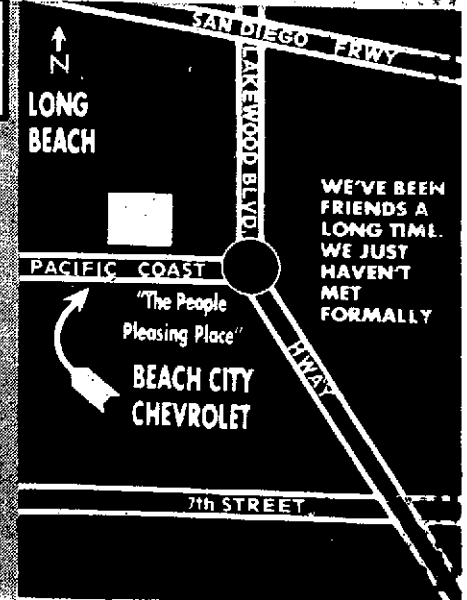 SAN DIEGO FRWY
N
LONG
BEACH
LAKEWOOD BLVD.
WE'VE BEEN
FRIENDS A
LONG TIME.
WE JUST
HAVEN'T
MET
FORMALLY
PACIFIC COAST
HWAY
"The People
Pleasing Place"
BEACH CITY
CHEVROLET
7th STREET